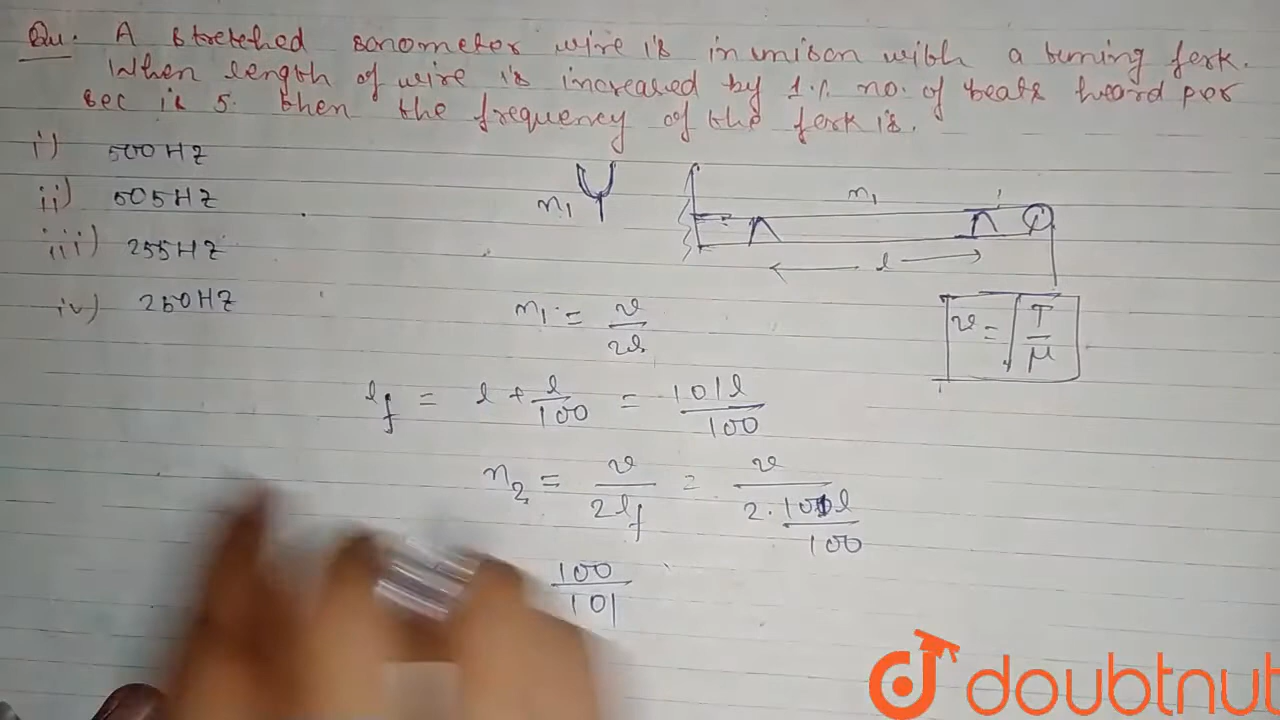 Qu. A stretched sonometer wire is in unison with a tuning fork.
When length of wire is increased by 1.1. no. of beats heard per
sec is 5. then the frequency of the fork is.
i) 500 HZ
ii) 505 HZ
iii) 255 HZ
iv) 250 HZ
n₁
n₁
l
v = √T/μ
n₁ = v/2l
l_f = l + l/100 = 101l/100
n₂ = v/2l_f = v/2·101l/100
100/101
doubtnut